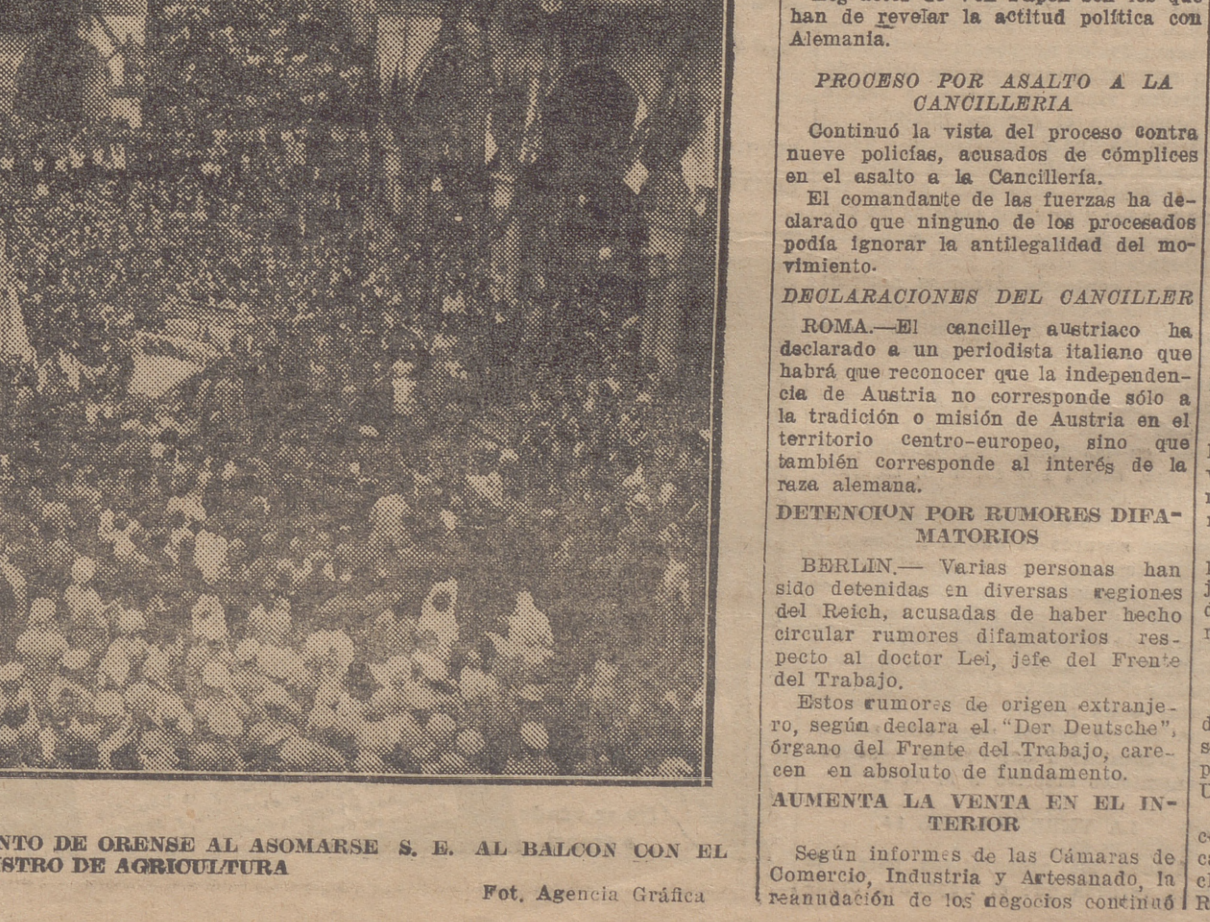 NTO DE ORENSE AL ASOMARSE S. E. AL BALCON CON EL
STRO DE AGRICULTURA
Fot. Agencia Gráfica
son los que
han de revelar la actitud política con
Alemania.
PROCESO POR ASALTO A LA
CANCILLERIA
Continuó la vista del proceso contra
nueve policías, acusados de cómplices
en el asalto a la Cancillería.
El comandante de las fuerzas ha de-
clarado que ninguno de los procesados
podía ignorar la antilegalidad del mo-
vimiento.
DECLARACIONES DEL CANCILLER
ROMA.—El canciller austriaco ha
declarado a un periodista italiano que
habrá que reconocer que la independen-
cia de Austria no corresponde sólo a
la tradición o misión de Austria en el
territorio centro-europeo, sino que
también corresponde al interés de la
raza alemana.
DETENCION POR RUMORES DIFA-
MATORIOS
BERLIN.— Varias personas han
sido detenidas en diversas regiones
del Reich, acusadas de haber hecho
circular rumores difamatorios res-
pecto al doctor Lei, jefe del Frente
del Trabajo.
Estos rumores de origen extranje-
ro, según declara el "Der Deutsche",
órgano del Frente del Trabajo, care-
cen en absoluto de fundamento.
AUMENTA LA VENTA EN EL IN-
TERIOR
Según informes de las Cámaras de
Comercio, Industria y Artesanado, la
reanudación de los negocios continuó